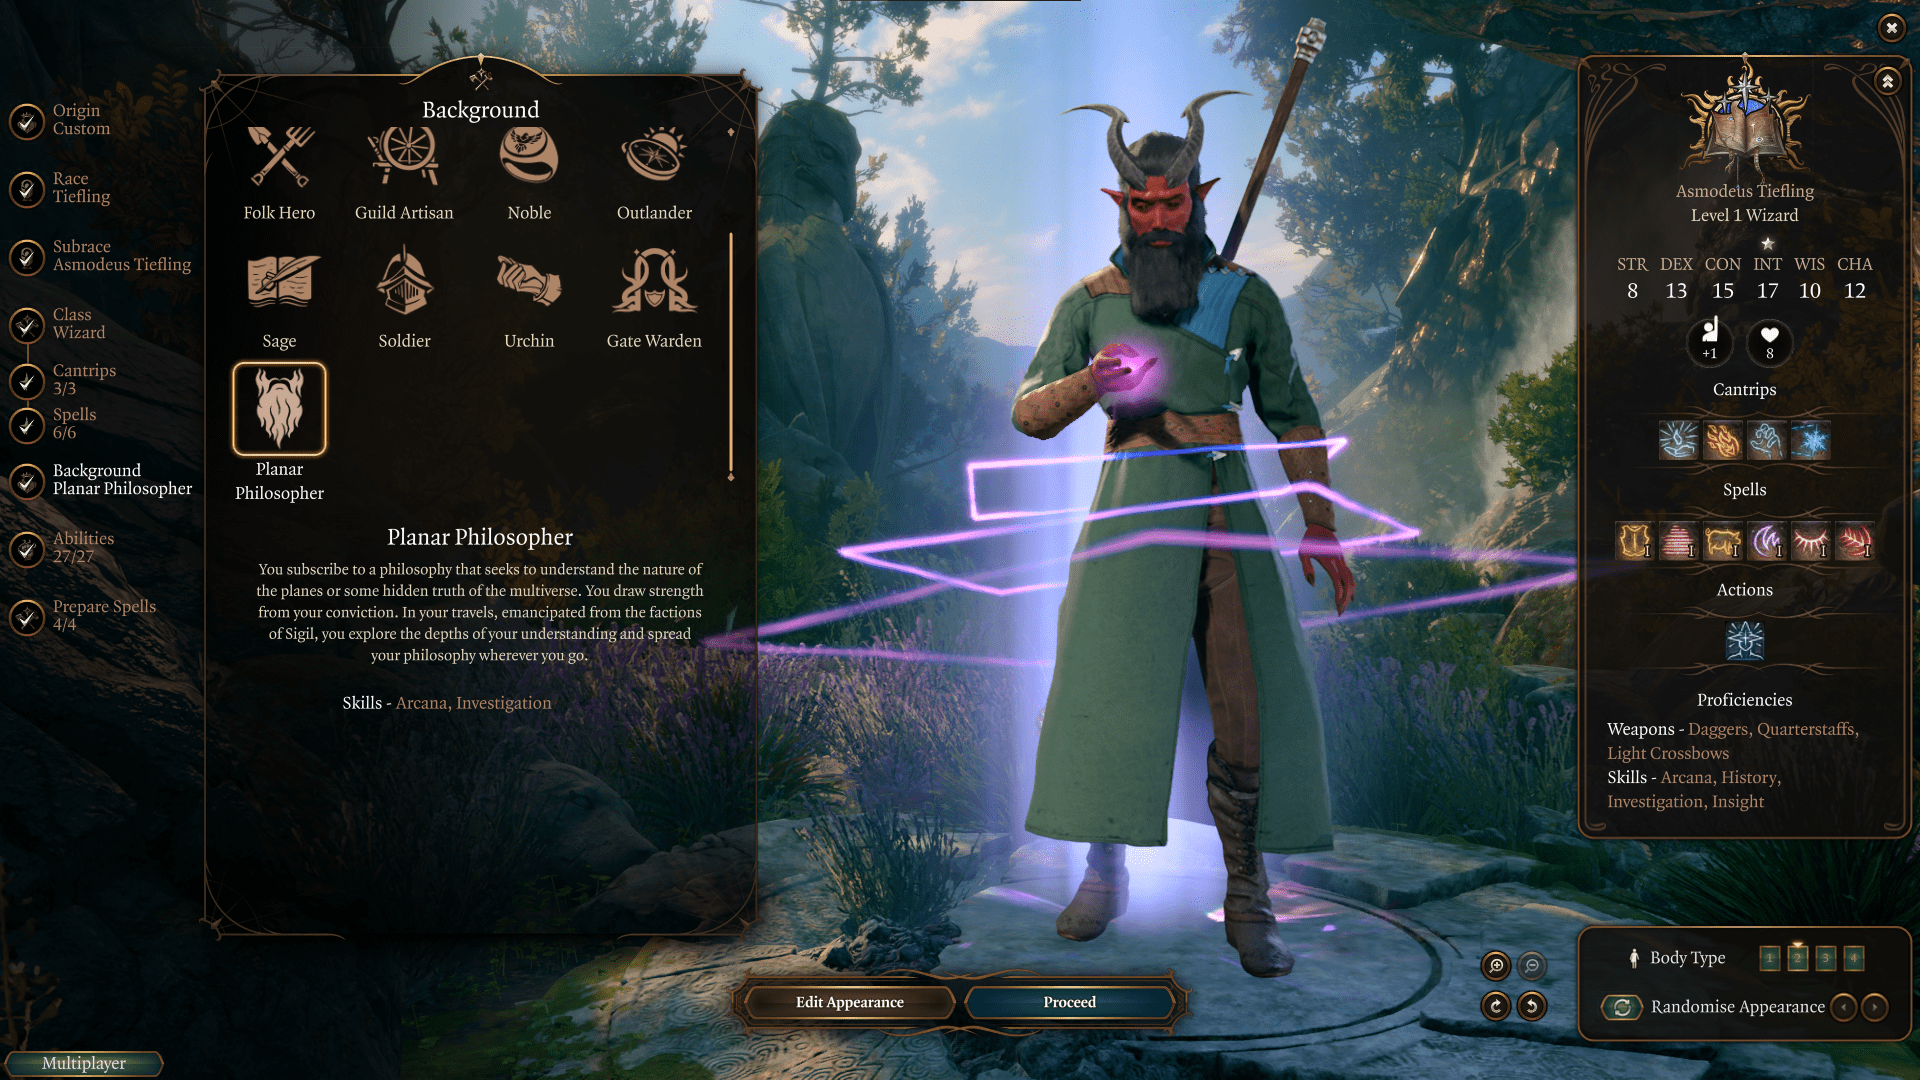 Origin
Custom
Race
Tiefling
Subrace
Asmodeus Tiefling
Class
Wizard
Cantrips
3/3
Spells
6/6
Background
Planar Philosopher
Abilities
27/27
Prepare Spells
4/4
Multiplayer
Background
Folk Hero
Guild Artisan
Noble
Outlander
Sage
Soldier
Urchin
Gate Warden
Planar
Philosopher
Planar Philosopher
You subscribe to a philosophy that seeks to understand the nature of
the planes or some hidden truth of the multiverse. You draw strength
from your conviction. In your travels, emancipated from the factions
of Sigil, you explore the depths of your understanding and spread
your philosophy wherever you go.
Skills - Arcana, Investigation
Edit Appearance
Proceed
Asmodeus Tiefling
Level 1 Wizard
STR DEX CON INT WIS CHA
8 13 15 17 10 12
+1 8
Cantrips
Spells
I I I I I I
Actions
Proficiencies
Weapons - Daggers, Quarterstaffs,
Light Crossbows
Skills - Arcana, History,
Investigation, Insight
Body Type 1 2 3 4
Randomise Appearance